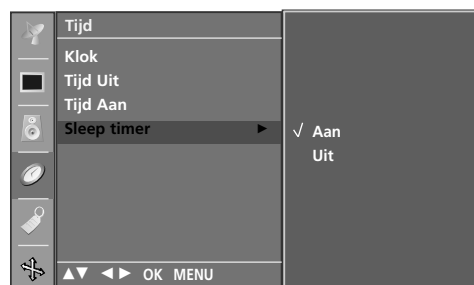 Tijd
Klok
Tijd Uit
Tijd Aan
Sleep timer ►
√ Aan
Uit
▲▼ ◄► OK MENU